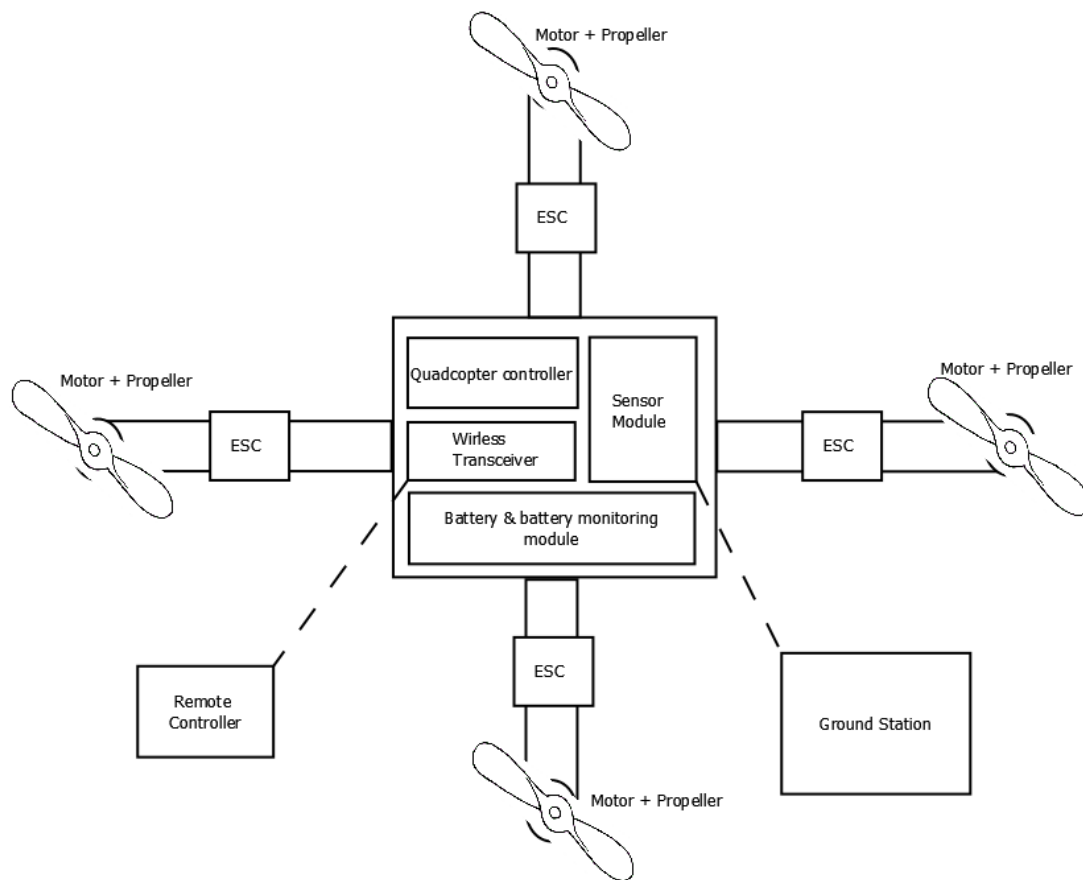 Motor + Propeller
ESC
Motor + Propeller
ESC
Quadcopter controller
Wirless
Transceiver
Sensor
Module
Battery & battery monitoring
module
ESC
Motor + Propeller
ESC
Remote
Controller
Ground Station
Motor + Propeller